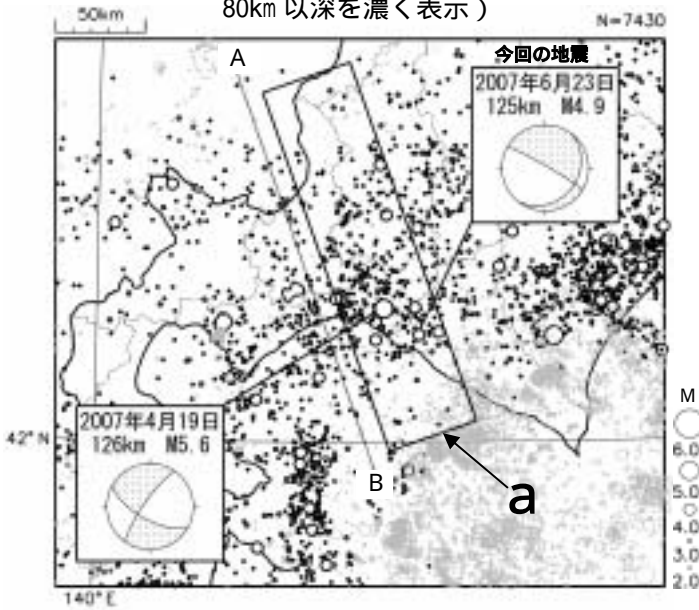 80km 以深を濃く表示）
50km
N=7430
A
今回の地震
2007年6月23日
125km M4.9
2007年4月19日
126km M5.6
42°N
B
a
M
6.0
5.0
4.0
3.0
2.0
140°E